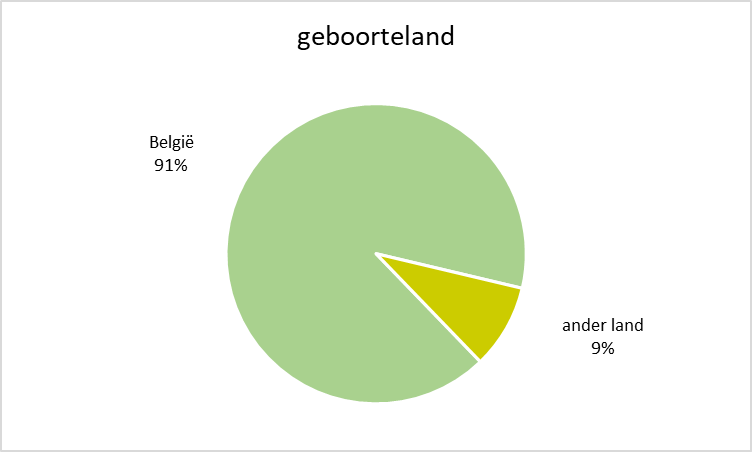 geboorteland
België
91%
ander land
9%